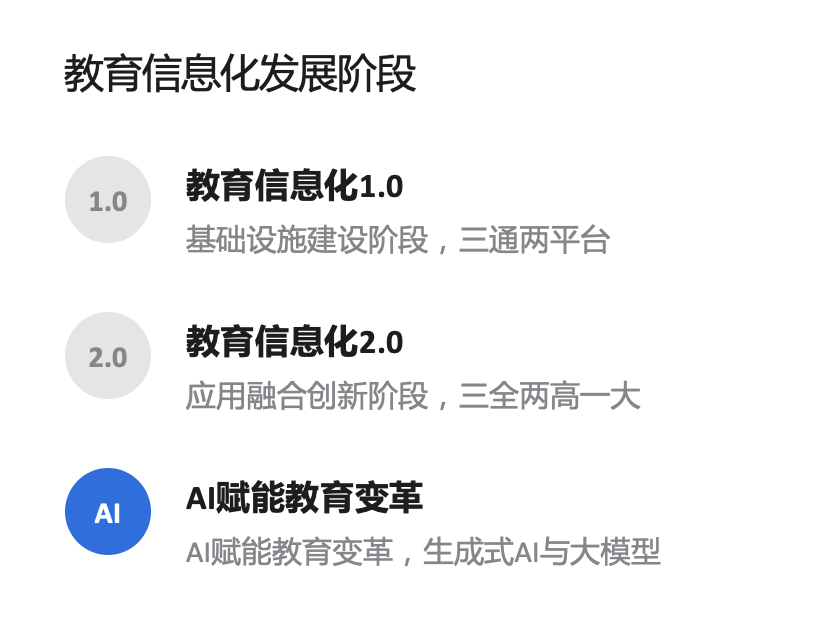 教育信息化发展阶段
1.0
教育信息化1.0
基础设施建设阶段，三通两平台
2.0
教育信息化2.0
应用融合创新阶段，三全两高一大
AI
AI赋能教育变革
AI赋能教育变革，生成式AI与大模型